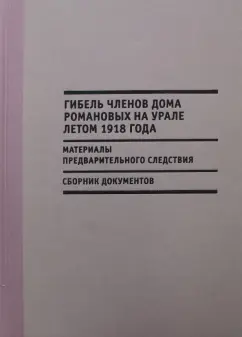 ГИБЕЛЬ ЧЛЕНОВ ДОМА
РОМАНОВЫХ НА УРАЛЕ
ЛЕТОМ 1918 ГОДА
МАТЕРИАЛЫ
ПРЕДВАРИТЕЛЬНОГО СЛЕДСТВИЯ
СБОРНИК ДОКУМЕНТОВ